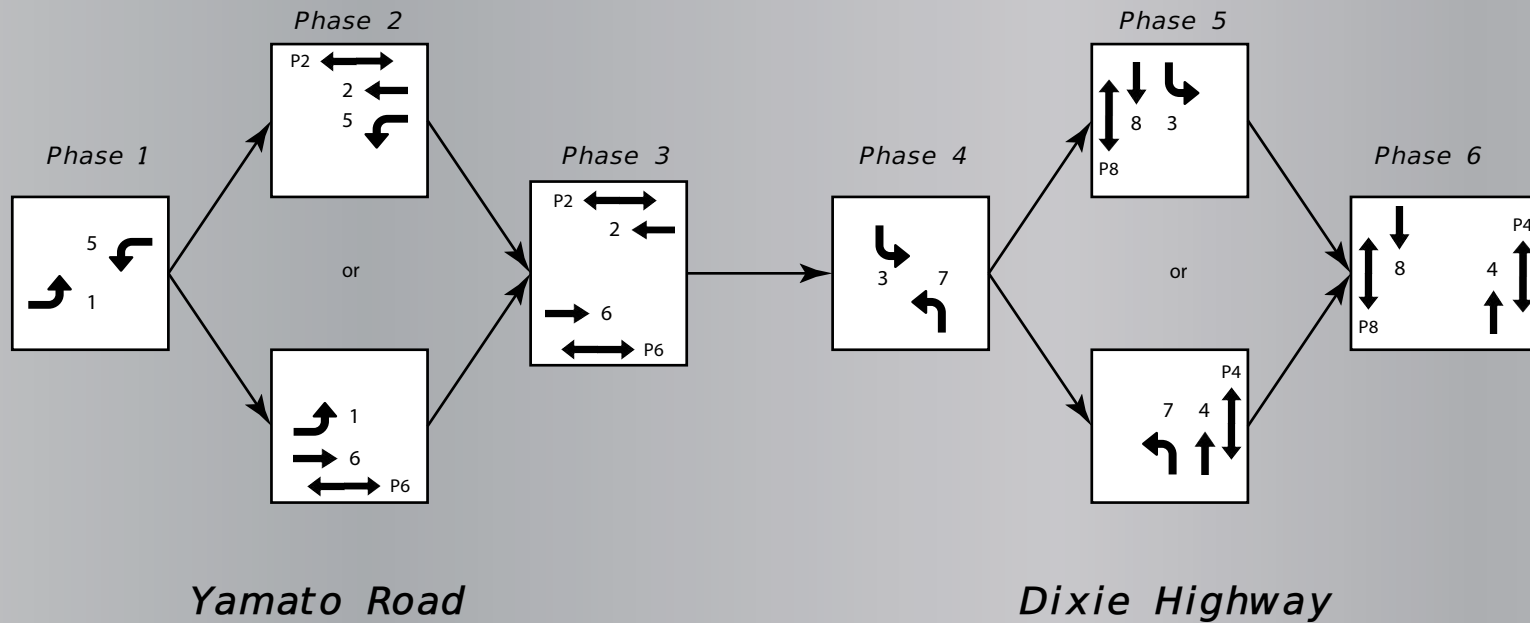 Phase 1
5
1
Phase 2
P2
2
5
or
1
6
P6
Phase 3
P2
2
6
P6
Phase 4
3
7
Phase 5
8
3
P8
or
P4
7
4
Phase 6
P4
8
4
P8
Yamato Road
Dixie Highway